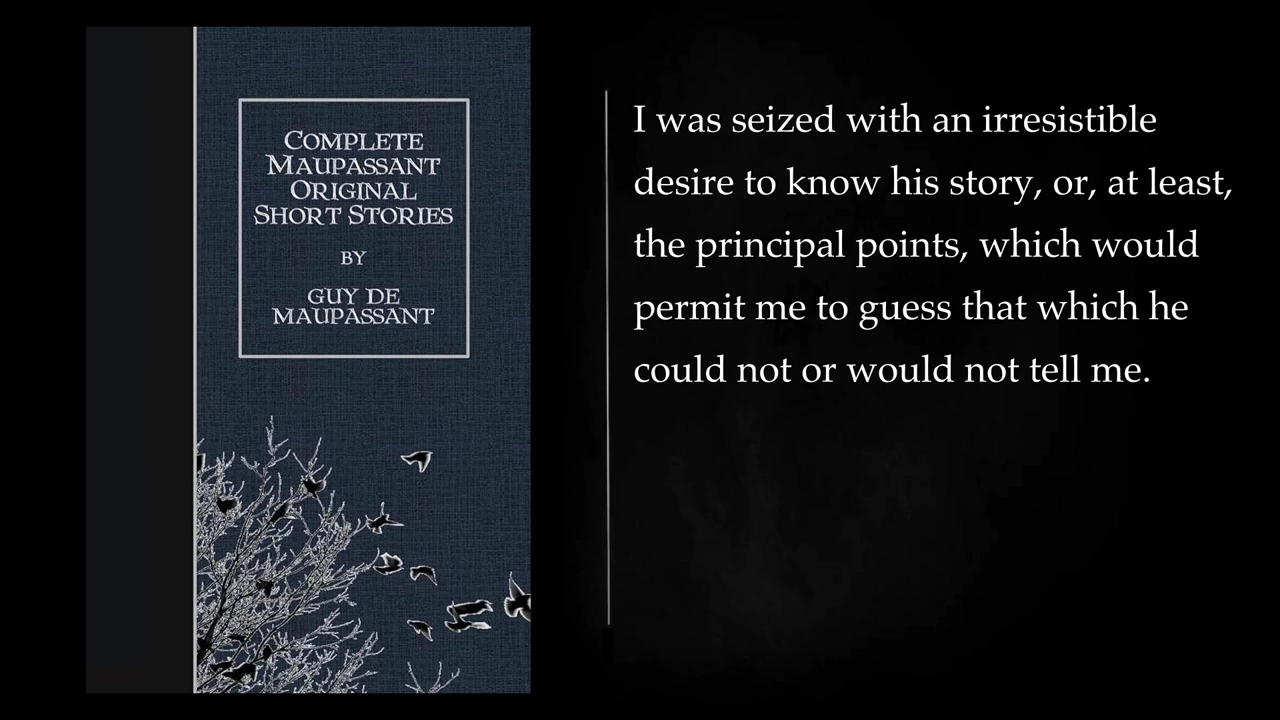 COMPLETE
MAUPASSANT
ORIGINAL
SHORT STORIES
BY
GUY DE
MAUPASSANT
I was seized with an irresistible
desire to know his story, or, at least,
the principal points, which would
permit me to guess that which he
could not or would not tell me.